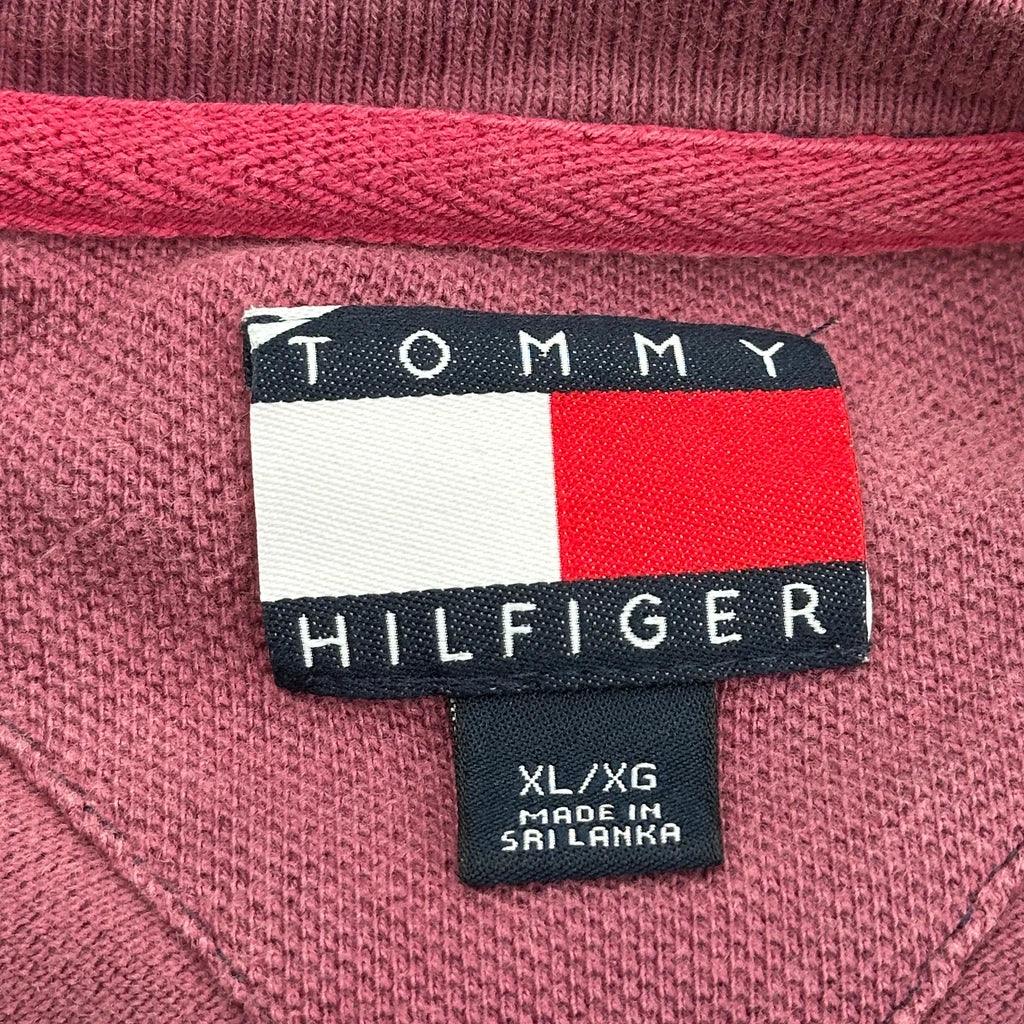 TOMMY
HILFIGER
XL/XG
MADE IN
SRI LANKA